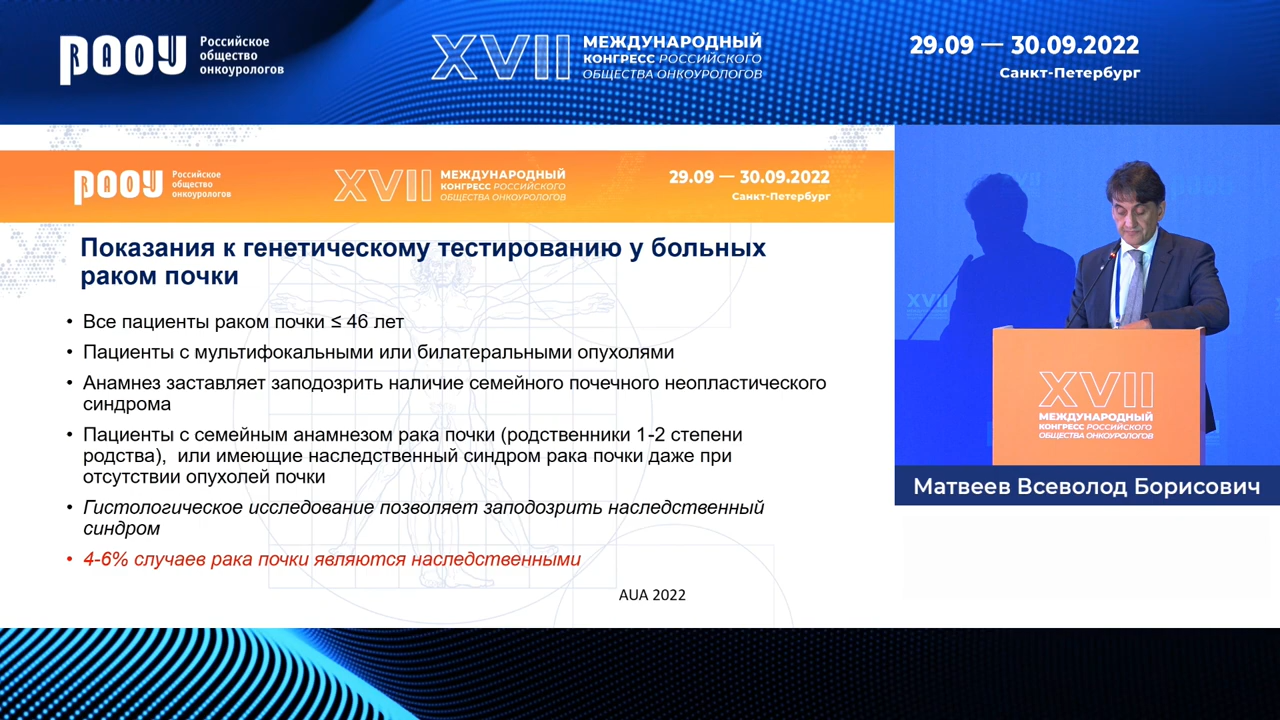 РАОУ
Российское
общество
онкоурологов
XVII
МЕЖДУНАРОДНЫЙ
КОНГРЕСС РОССИЙСКОГО
ОБЩЕСТВА ОНКОУРОЛОГОВ
29.09 — 30.09.2022
Санкт-Петербург
РАОУ
Российское
общество
онкоурологов
XVII
МЕЖДУНАРОДНЫЙ
КОНГРЕСС РОССИЙСКОГО
ОБЩЕСТВА ОНКОУРОЛОГОВ
29.09 — 30.09.2022
Санкт-Петербург
Показания к генетическому тестированию у больных
раком почки
• Все пациенты раком почки ≤ 46 лет
• Пациенты с мультифокальными или билатеральными опухолями
• Анамнез заставляет заподозрить наличие семейного почечного неопластического
синдрома
• Пациенты с семейным анамнезом рака почки (родственники 1-2 степени
родства), или имеющие наследственный синдром рака почки даже при
отсутствии опухолей почки
• Гистологическое исследование позволяет заподозрить наследственный
синдром
• 4-6% случаев рака почки являются наследственными
AUA 2022
XVII
МЕЖДУНАРОДНЫЙ
КОНГРЕСС РОССИЙСКОГО
ОБЩЕСТВА ОНКОУРОЛОГОВ
Матвеев Всеволод Борисович